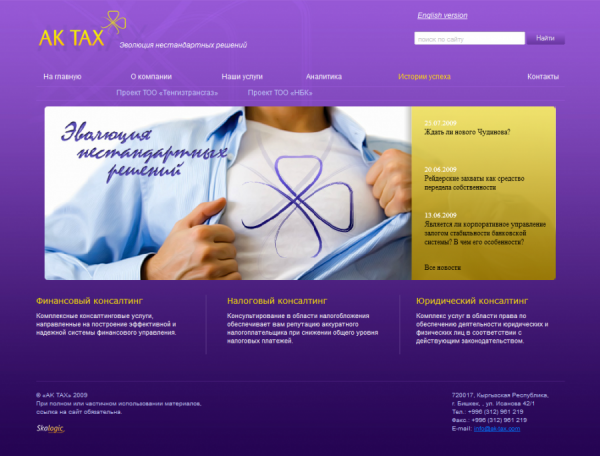 English version
AK TAX
Эволюция нестандартных решений
поиск по сайту
Найти
На главную
О компании
Наши услуги
Аналитика
Истории успеха
Контакты
Проект ТОО «Тенгизтрансгаз»
Проект ТОО «НБК»
Эволюция
нестандартных
решений
23.07.2009
Ждать ли нового Чуданова?
20.06.2009
Рейдерские захваты как средство
передела собственности
13.06.2009
Является ли корпоративное управление
залогом стабильности банковской
системы? В чем его особенности?
Все новости
Финансовый консалтинг
Комплексные консалтинговые услуги,
направленные на построение эффективной и
надежной системы финансового управления.
Налоговый консалтинг
Консультирование в области налогообложения
обеспечивает вам репутацию аккуратного
налогоплательщика при снижении общего уровня
налоговых платежей.
Юридический консалтинг
Комплекс услуг в области права по
обеспечению деятельности юридических и
физических лиц в соответствии с
действующим законодательством.
© «АК ТАХ» 2009
При полном или частичном использовании материалов,
ссылка на сайт обязательна.
Skalogic.
720017, Кыргызская Республика,
г. Бишкек, , ул. Исанова 42/1
Тел.: +996 (312) 961 219
Факс.: +996 (312) 961 219
E-mail: info@ak-tax.com